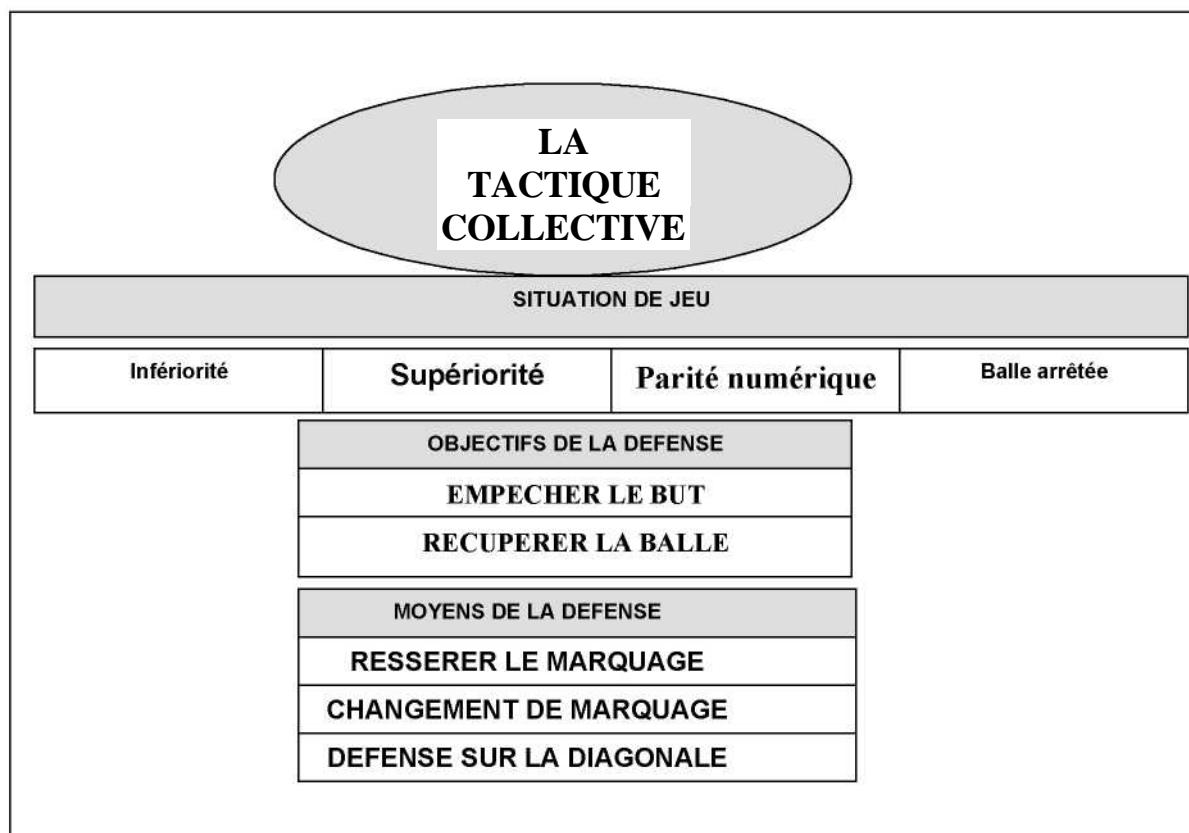 LA
TACTIQUE
COLLECTIVE
SITUATION DE JEU
Infériorité
Supériorité
Parité numérique
Balle arrêtée
OBJECTIFS DE LA DEFENSE
EMPECHER LE BUT
RECUPERER LA BALLE
MOYENS DE LA DEFENSE
RESSERER LE MARQUAGE
CHANGEMENT DE MARQUAGE
DEFENSE SUR LA DIAGONALE